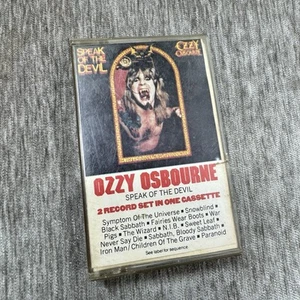 SPEAK
OF THE
DEVIL
OZZY
OSBOURNE
OZZY OSBOURNE
SPEAK OF THE DEVIL
2 RECORD SET IN ONE CASSETTE
Symptom Of The Universe • Snowblind •
Black Sabbath • Fairies Wear Boots • War
Pigs • The Wizard • N.I.B. • Sweet Leaf •
Never Say Die • Sabbath, Bloody Sabbath •
Iron Man/Children Of The Grave • Paranoid
See label for sequence.